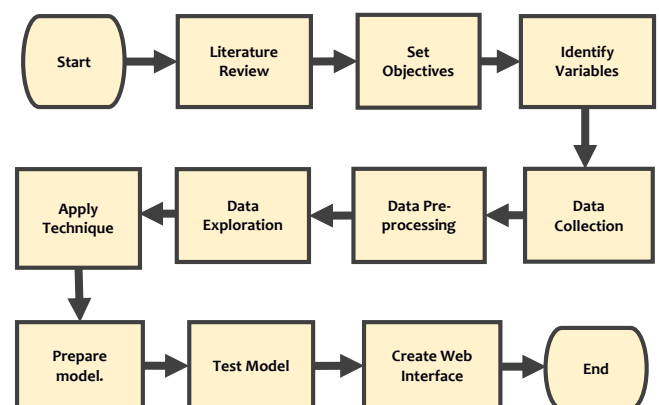 Start
Literature
Review
Set
Objectives
Identify
Variables
Data
Collection
Data Pre-
processing
Data
Exploration
Apply
Technique
Prepare
model.
Test Model
Create Web
Interface
End